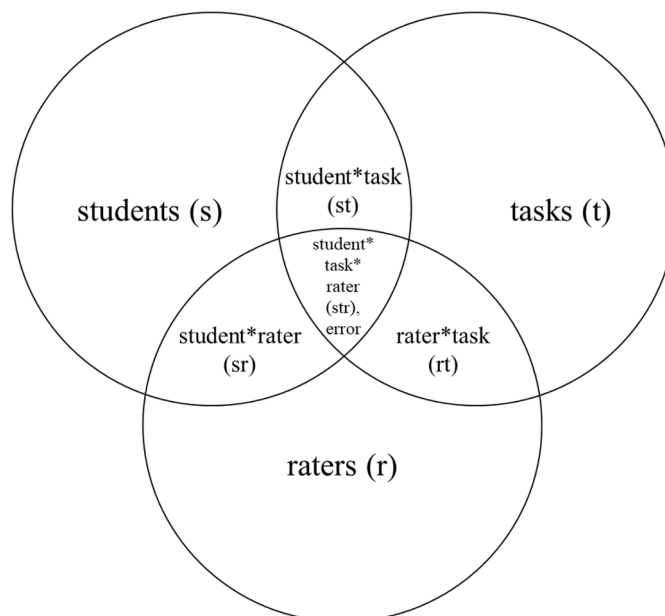 student*task
(st)
students (s)
tasks (t)
student*
task*
rater
(str),
error
student*rater
(sr)
rater*task
(rt)
raters (r)